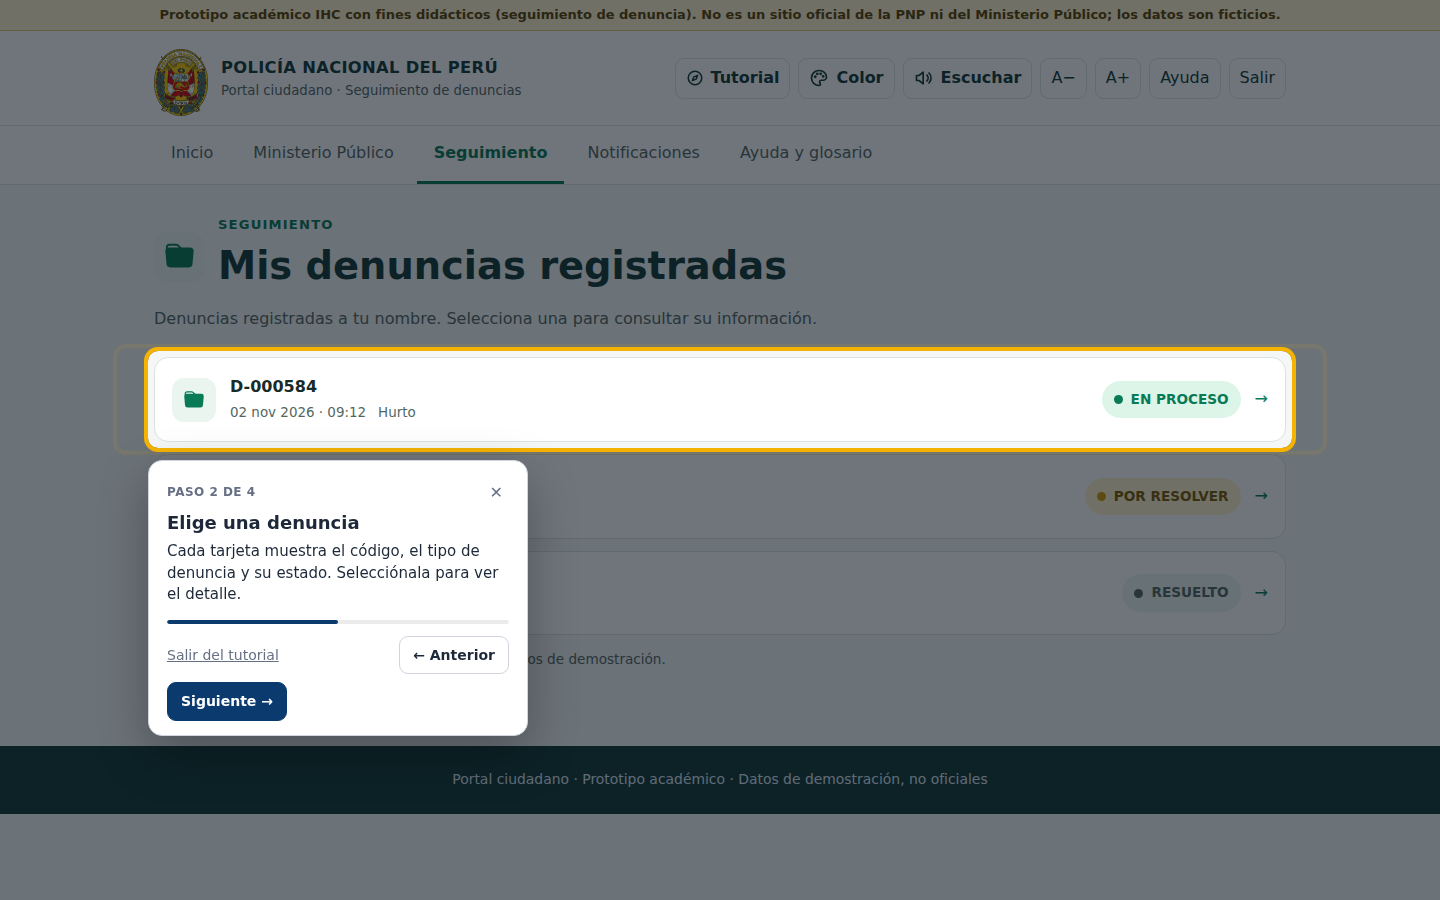 Prototipo académico IHC con fines didácticos (seguimiento de denuncia). No es un sitio oficial de la PNP ni del Ministerio Público; los datos son ficticios.
POLICÍA NACIONAL DEL PERÚ
Portal ciudadano · Seguimiento de denuncias
Tutorial
Color
Escuchar
A−
A+
Ayuda
Salir
Inicio
Ministerio Público
Seguimiento
Notificaciones
Ayuda y glosario
SEGUIMIENTO
Mis denuncias registradas
Denuncias registradas a tu nombre. Selecciona una para consultar su información.
D-000584
02 nov 2026 · 09:12 Hurto
EN PROCESO →
POR RESOLVER →
RESUELTO →
PASO 2 DE 4 ✕
Elige una denuncia
Cada tarjeta muestra el código, el tipo de
denuncia y su estado. Selecciónala para ver
el detalle.
Salir del tutorial
← Anterior
Siguiente →
de demostración.
Portal ciudadano · Prototipo académico · Datos de demostración, no oficiales